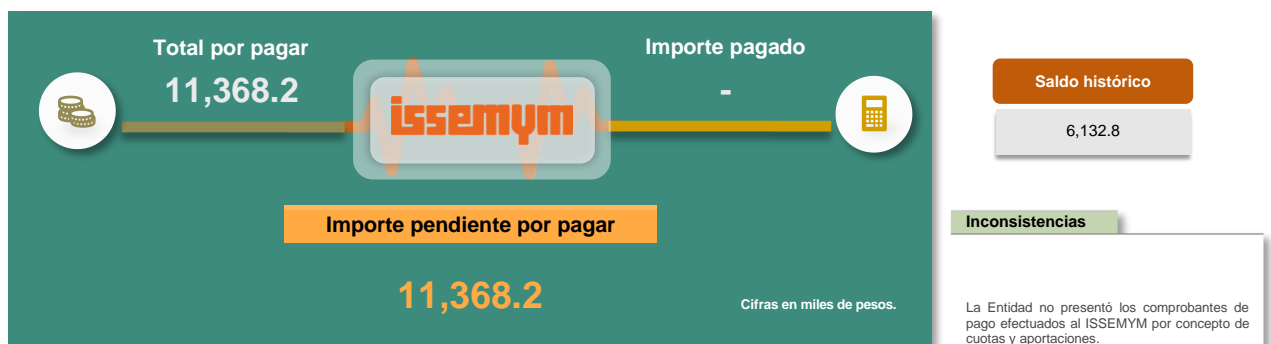 Total por pagar
11,368.2
issemym
Importe pagado
-
Importe pendiente por pagar
11,368.2
Cifras en miles de pesos.
Saldo histórico
6,132.8
Inconsistencias
La Entidad no presentó los comprobantes de
pago efectuados al ISSEMYM por concepto de
cuotas y aportaciones.